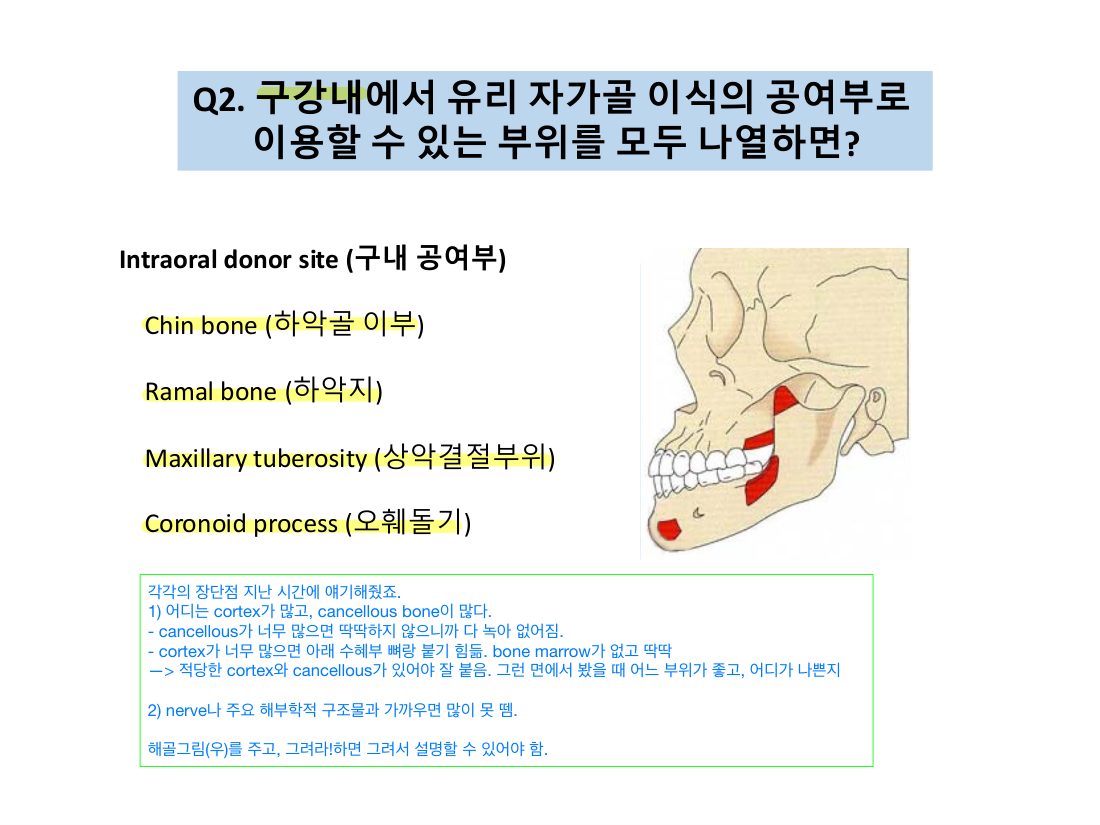 Q2. 구강내에서 유리 자가골 이식의 공여부로
이용할 수 있는 부위를 모두 나열하면?
Intraoral donor site (구내 공여부)
Chin bone (하악골 이부)
Ramal bone (하악지)
Maxillary tuberosity (상악결절부위)
Coronoid process (오훼돌기)
각각의 장단점 지난 시간에 얘기해줬죠.
1) 어디는 cortex가 많고, cancellous bone이 많다.
- cancellous가 너무 많으면 딱딱하지 않으니까 다 녹아 없어짐.
- cortex가 너무 많으면 아래 수혜부 뼈랑 붙기 힘듦. bone marrow가 없고 딱딱
—> 적당한 cortex와 cancellous가 있어야 잘 붙음. 그런 면에서 봤을 때 어느 부위가 좋고, 어디가 나쁜지
2) nerve나 주요 해부학적 구조물과 가까우면 많이 못 뗌.
해골그림(우)를 주고, 그려라!하면 그려서 설명할 수 있어야 함.